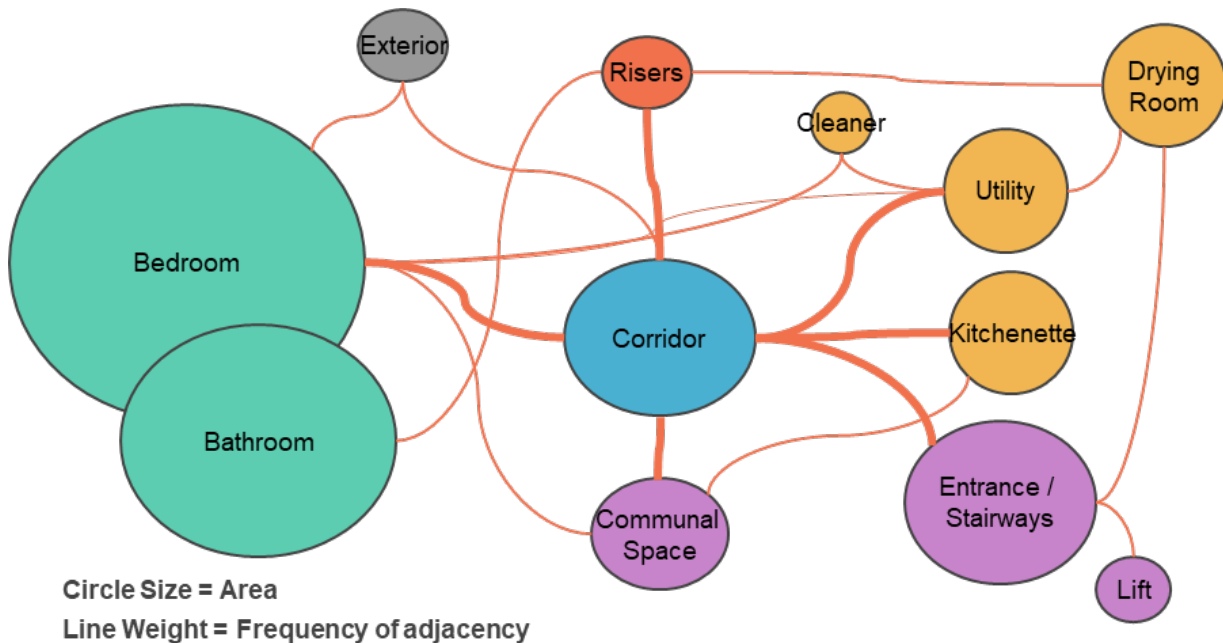 Exterior
Risers
Drying
Room
Cleaner
Utility
Bedroom
Corridor
Kitchenette
Bathroom
Entrance /
Stairways
Communal
Space
Lift
Circle Size = Area
Line Weight = Frequency of adjacency